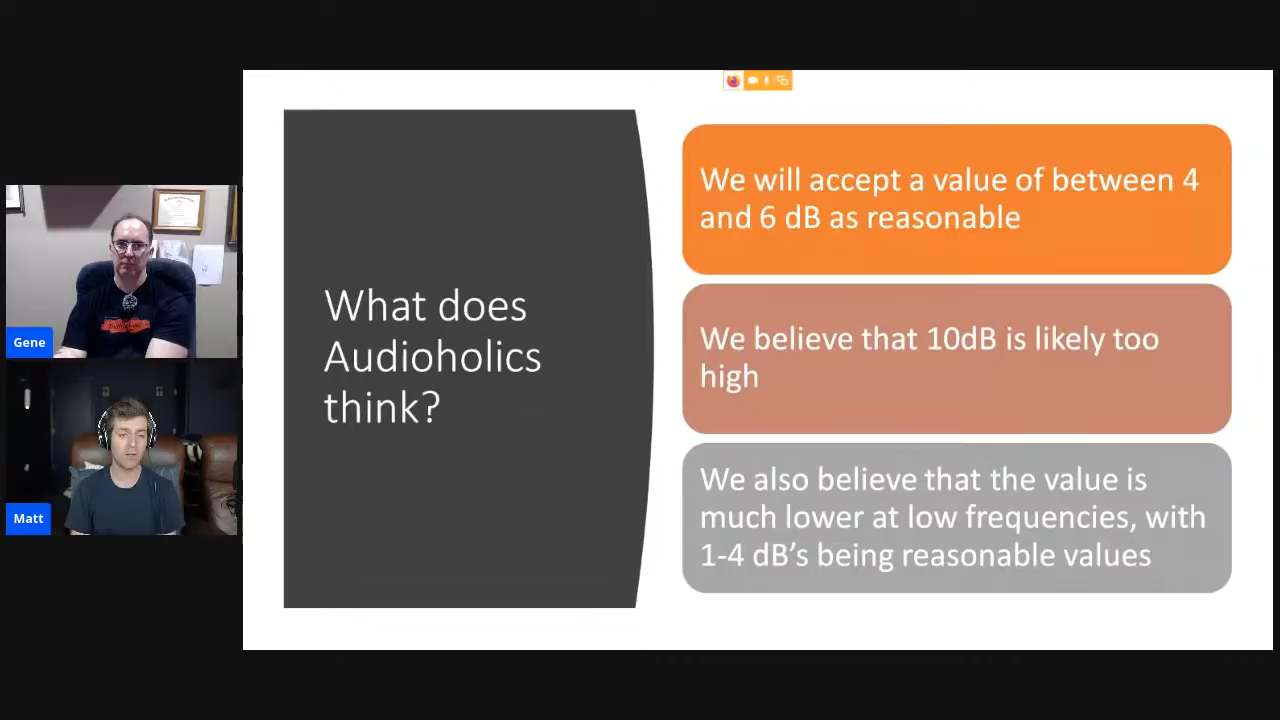 Gene
Matt
What does
Audioholics
think?
We will accept a value of between 4
and 6 dB as reasonable
We believe that 10dB is likely too
high
We also believe that the value is
much lower at low frequencies, with
1-4 dB’s being reasonable values